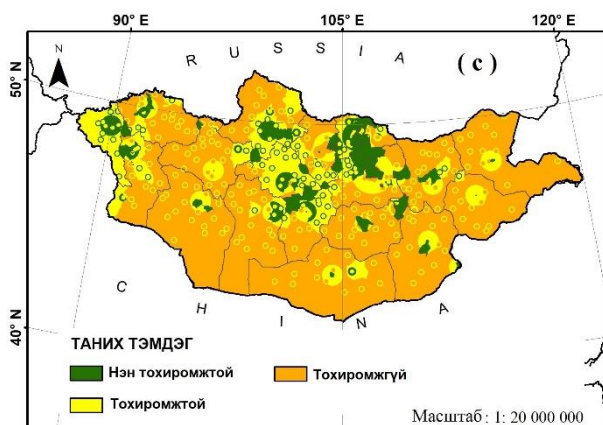 90° E
105°E
120° E
N
R U S S I A
( c )
50° N
C H I N A
40° N
ТАНИХ ТЭМДЭГ
Нэн тохиромжтой
Тохиромжгүй
Тохиромжтой
Масштаб : 1: 20 000 000